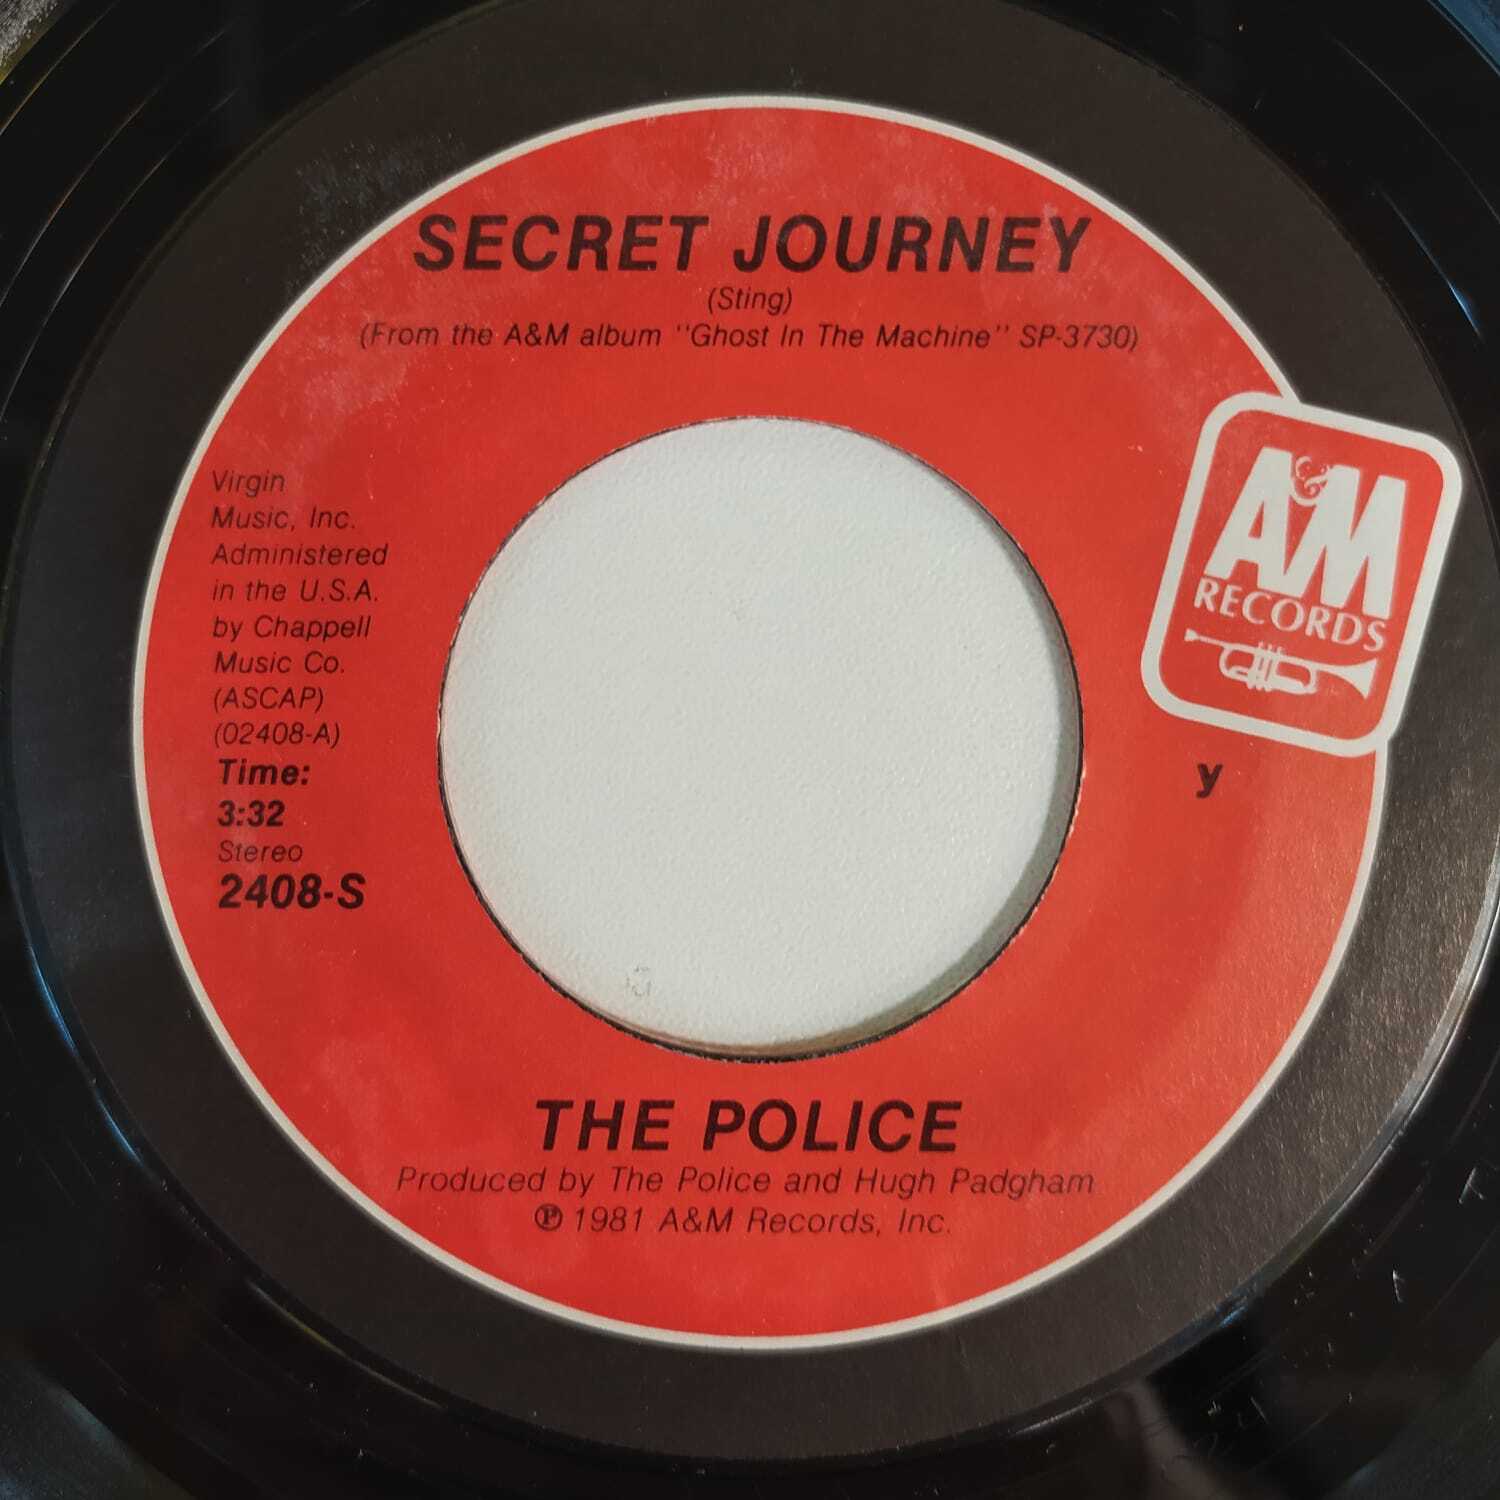 SECRET JOURNEY
(Sting)
(From the A&M album "Ghost In The Machine" SP-3730)
Virgin
Music, Inc.
Administered
in the U.S.A.
by Chappell
Music Co.
(ASCAP)
(02408-A)
Time:
3:32
Stereo
2408-S
A&M
RECORDS
y
THE POLICE
Produced by The Police and Hugh Padgham
℗ 1981 A&M Records, Inc.